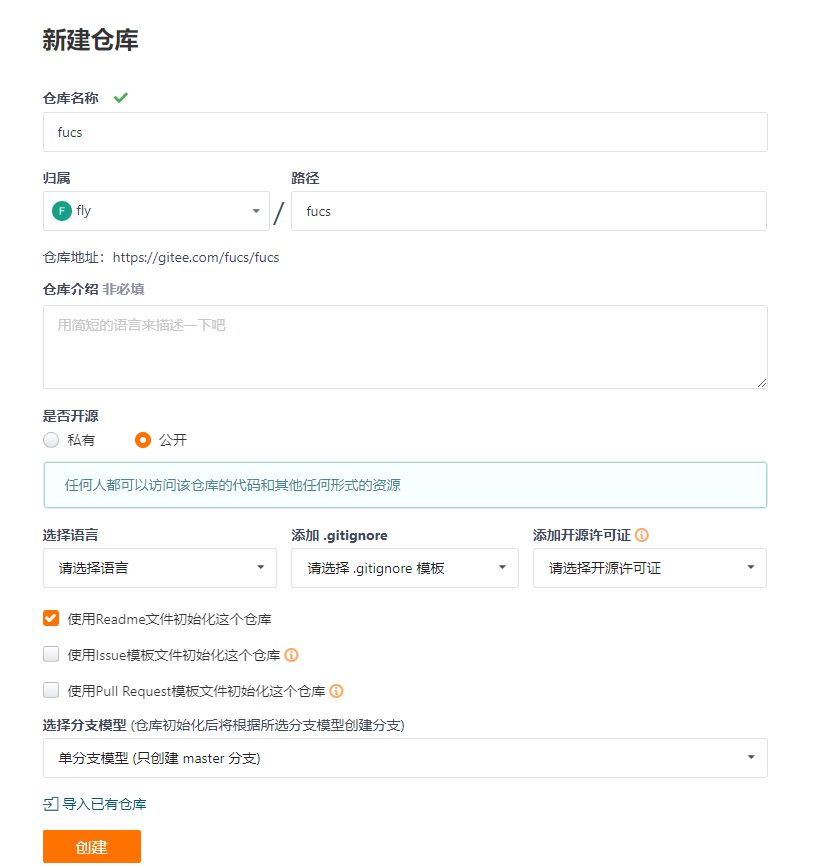 新建仓库
仓库名称
fucs
归属 路径
F fly / fucs
仓库地址：https://gitee.com/fucs/fucs
仓库介绍 非必填
用简短的语言来描述一下吧
是否开源
私有 公开
任何人都可以访问该仓库的代码和其他任何形式的资源
选择语言 添加 .gitignore 添加开源许可证
请选择语言 请选择 .gitignore 模板 请选择开源许可证
使用Readme文件初始化这个仓库
使用Issue模板文件初始化这个仓库
使用Pull Request模板文件初始化这个仓库
选择分支模型 (仓库初始化后将根据所选分支模型创建分支)
单分支模型 (只创建 master 分支)
导入已有仓库
创建